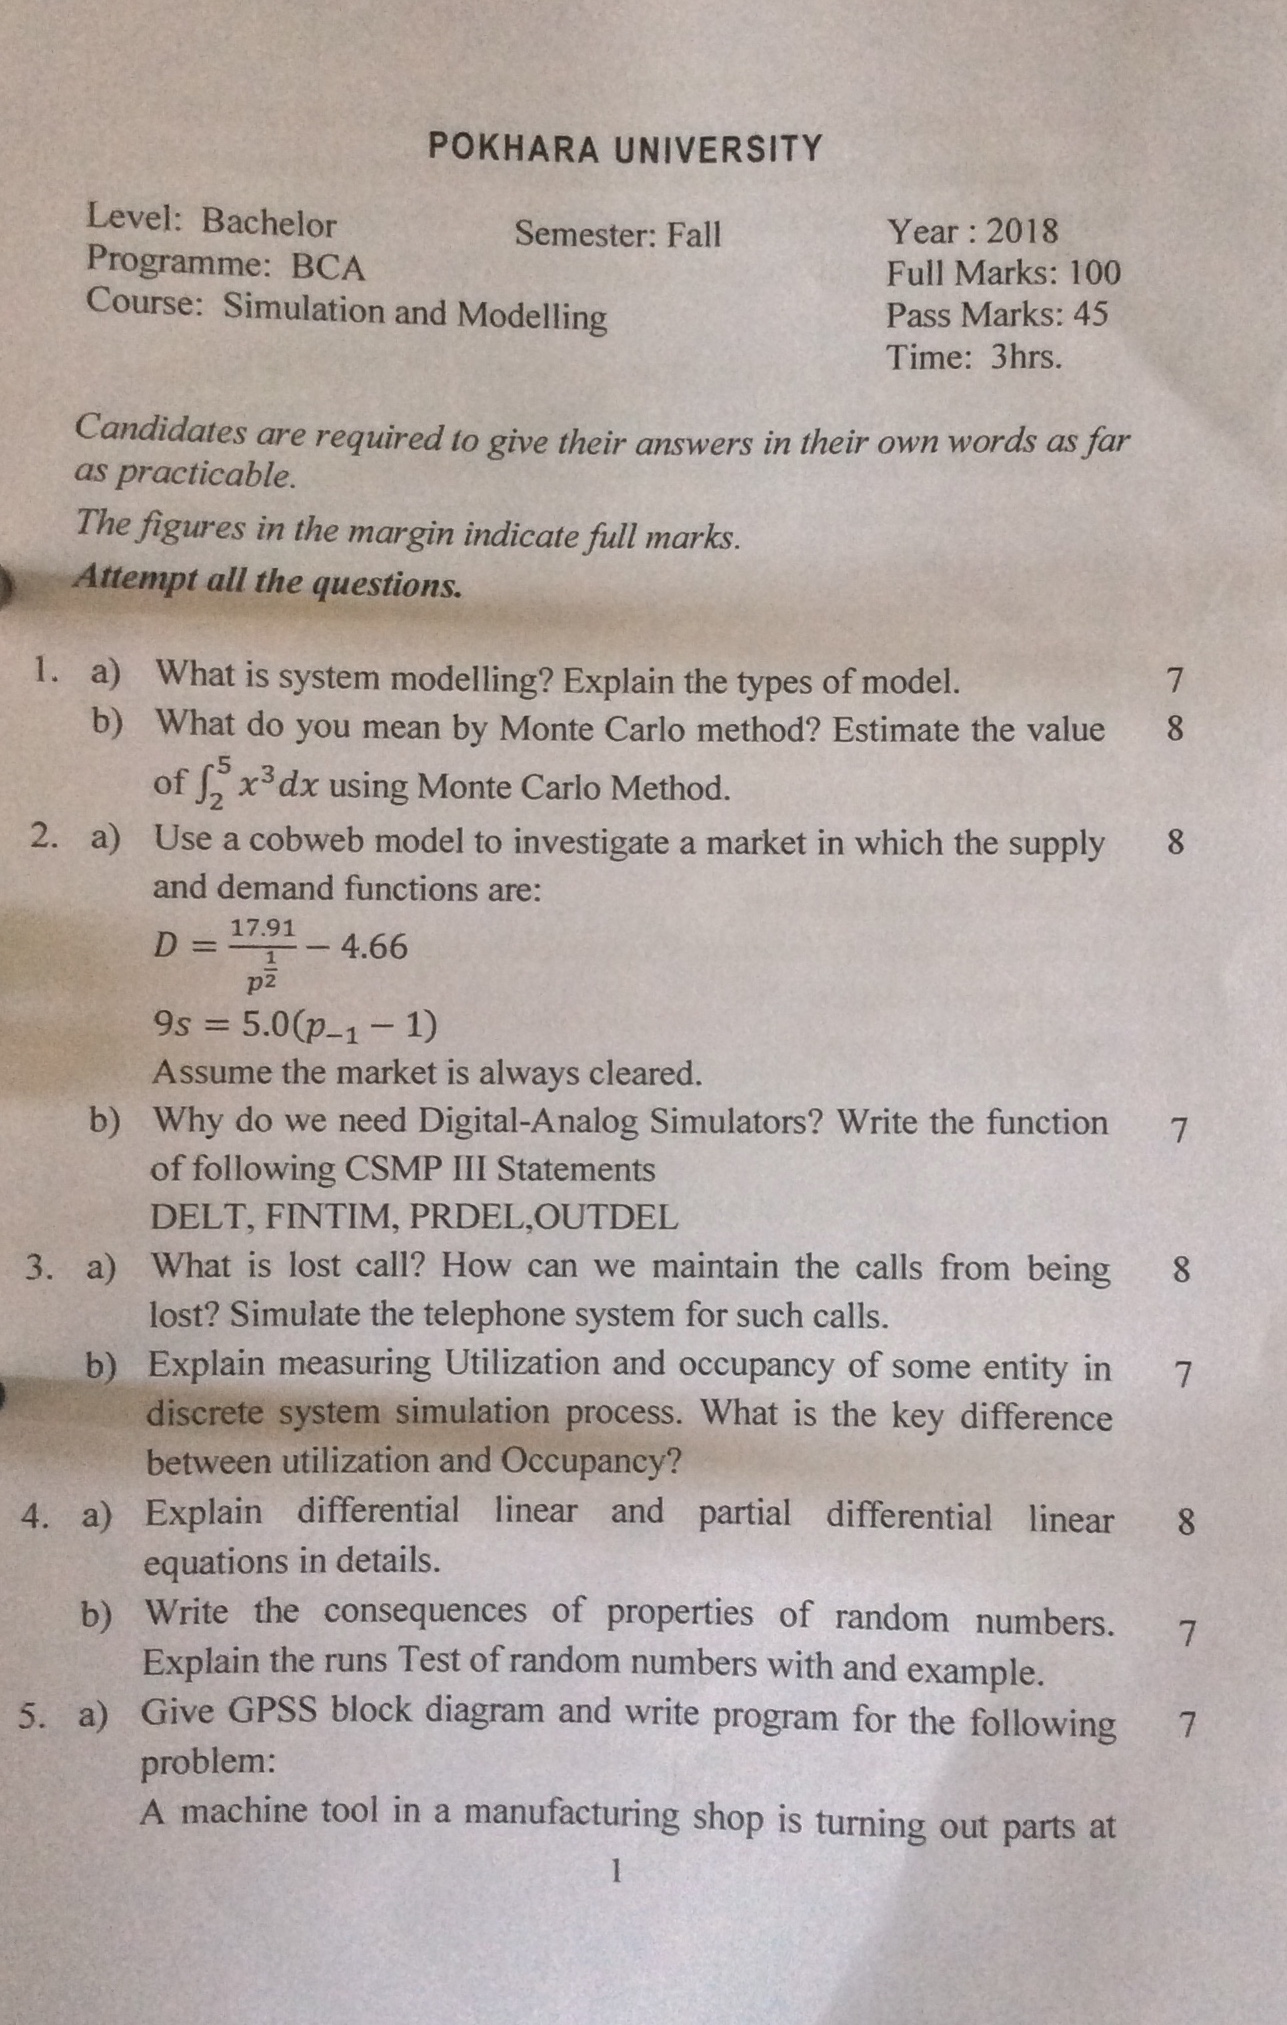 POKHARA UNIVERSITY
Level: Bachelor Semester: Fall Year : 2018
Programme: BCA Full Marks: 100
Course: Simulation and Modelling Pass Marks: 45
Time: 3hrs.
Candidates are required to give their answers in their own words as far
as practicable.
The figures in the margin indicate full marks.
Attempt all the questions.
1. a) What is system modelling? Explain the types of model. 7
b) What do you mean by Monte Carlo method? Estimate the value 8
of ∫₂⁵ x³dx using Monte Carlo Method.
2. a) Use a cobweb model to investigate a market in which the supply 8
and demand functions are:
D = 17.91/p^(1/2) − 4.66
9s = 5.0(p₋₁ − 1)
Assume the market is always cleared.
b) Why do we need Digital-Analog Simulators? Write the function 7
of following CSMP III Statements
DELT, FINTIM, PRDEL,OUTDEL
3. a) What is lost call? How can we maintain the calls from being 8
lost? Simulate the telephone system for such calls.
b) Explain measuring Utilization and occupancy of some entity in 7
discrete system simulation process. What is the key difference
between utilization and Occupancy?
4. a) Explain differential linear and partial differential linear 8
equations in details.
b) Write the consequences of properties of random numbers. 7
Explain the runs Test of random numbers with and example.
5. a) Give GPSS block diagram and write program for the following 7
problem:
A machine tool in a manufacturing shop is turning out parts at
1